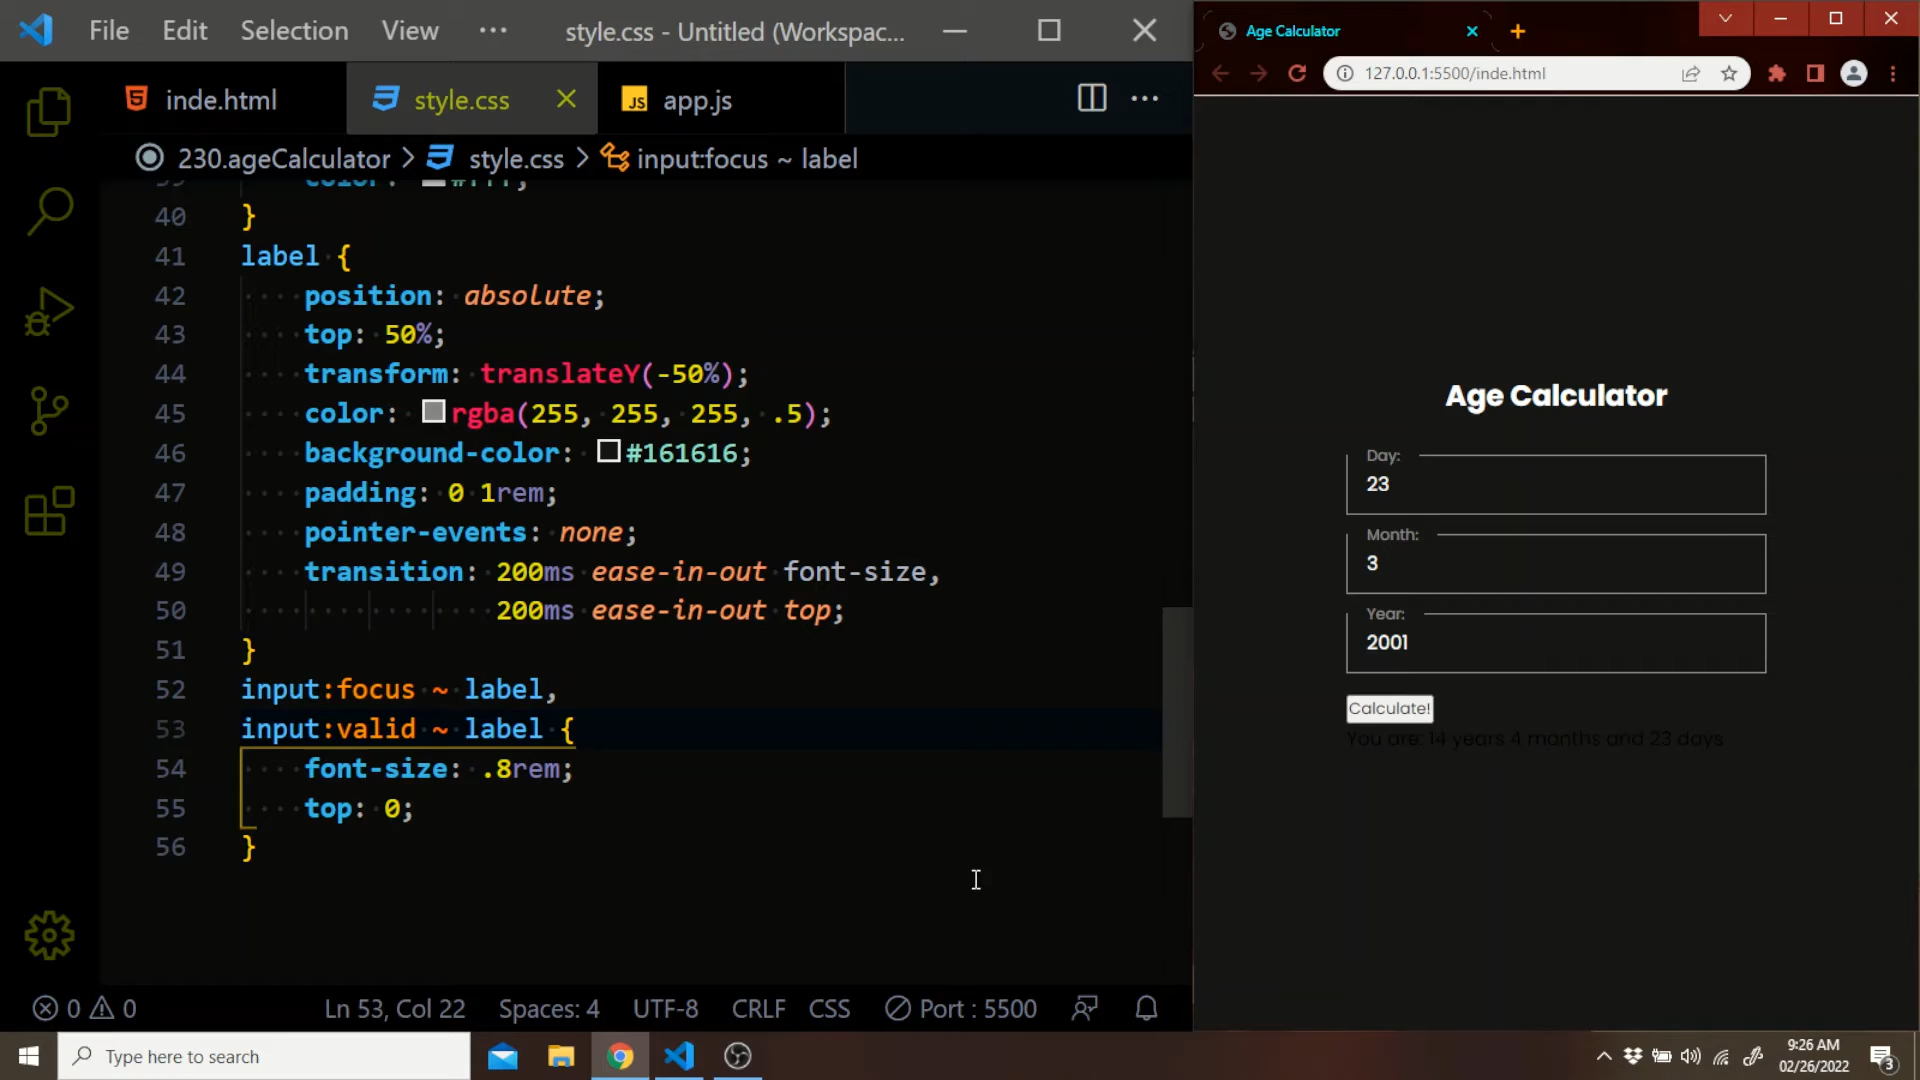 File Edit Selection View ··· style.css - Untitled (Workspac...
inde.html style.css app.js
230.ageCalculator > style.css > input:focus ~ label
40 }
41 label {
42 position: absolute;
43 top: 50%;
44 transform: translateY(-50%);
45 color: rgba(255, 255, 255, .5);
46 background-color: #161616;
47 padding: 0 1rem;
48 pointer-events: none;
49 transition: 200ms ease-in-out font-size,
50 200ms ease-in-out top;
51 }
52 input:focus ~ label,
53 input:valid ~ label {
54 font-size: .8rem;
55 top: 0;
56 }
0 0 Ln 53, Col 22 Spaces: 4 UTF-8 CRLF CSS Port : 5500
Age Calculator
127.0.0.1:5500/inde.html
Age Calculator
Day:
23
Month:
3
Year:
2001
Calculate!
You are: 14 years 4 months and 23 days
Type here to search
9:26 AM
02/26/2022
3